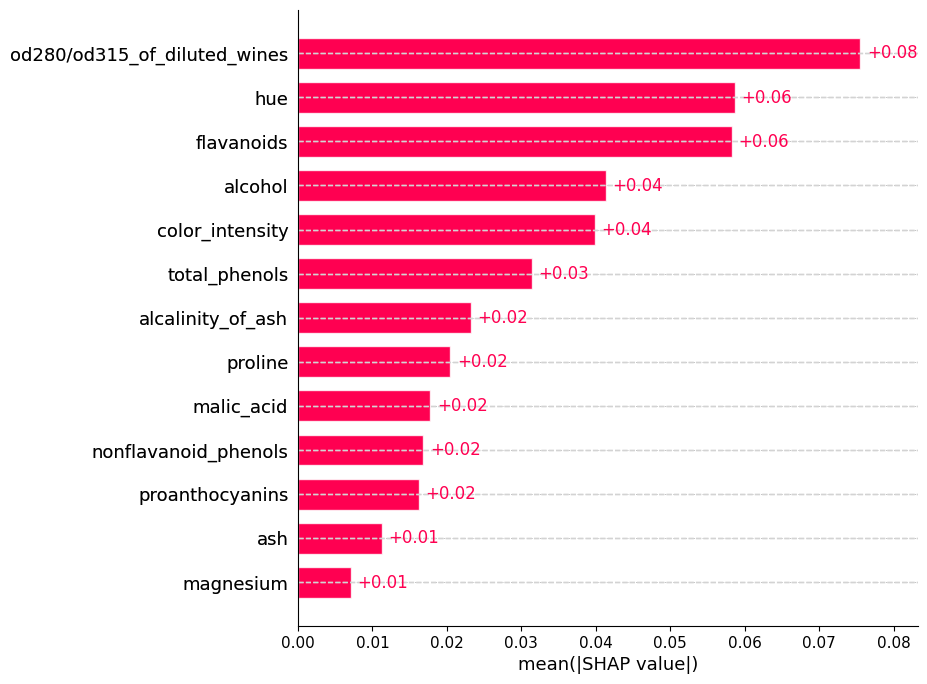 od280/od315_of_diluted_wines +0.08
hue +0.06
flavanoids +0.06
alcohol +0.04
color_intensity +0.04
total_phenols +0.03
alcalinity_of_ash +0.02
proline +0.02
malic_acid +0.02
nonflavanoid_phenols +0.02
proanthocyanins +0.02
ash +0.01
magnesium +0.01
0.00 0.01 0.02 0.03 0.04 0.05 0.06 0.07 0.08
mean(|SHAP value|)